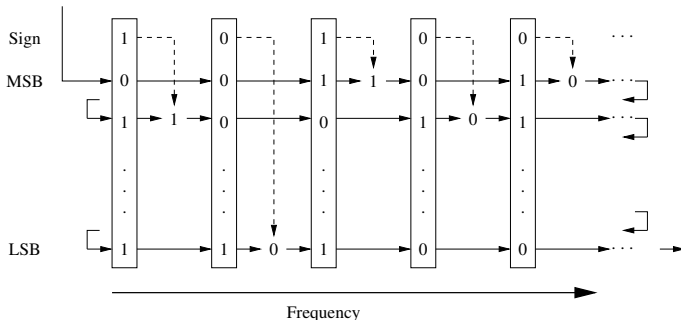 Sign 1 0 1 0 0 ...
MSB 0 0 1 1 0 1 0 ...
1 1 0 0 1 0 1 ...
. . . . .
. . . . .
. . . . .
LSB 1 1 0 1 0 0 ...
Frequency